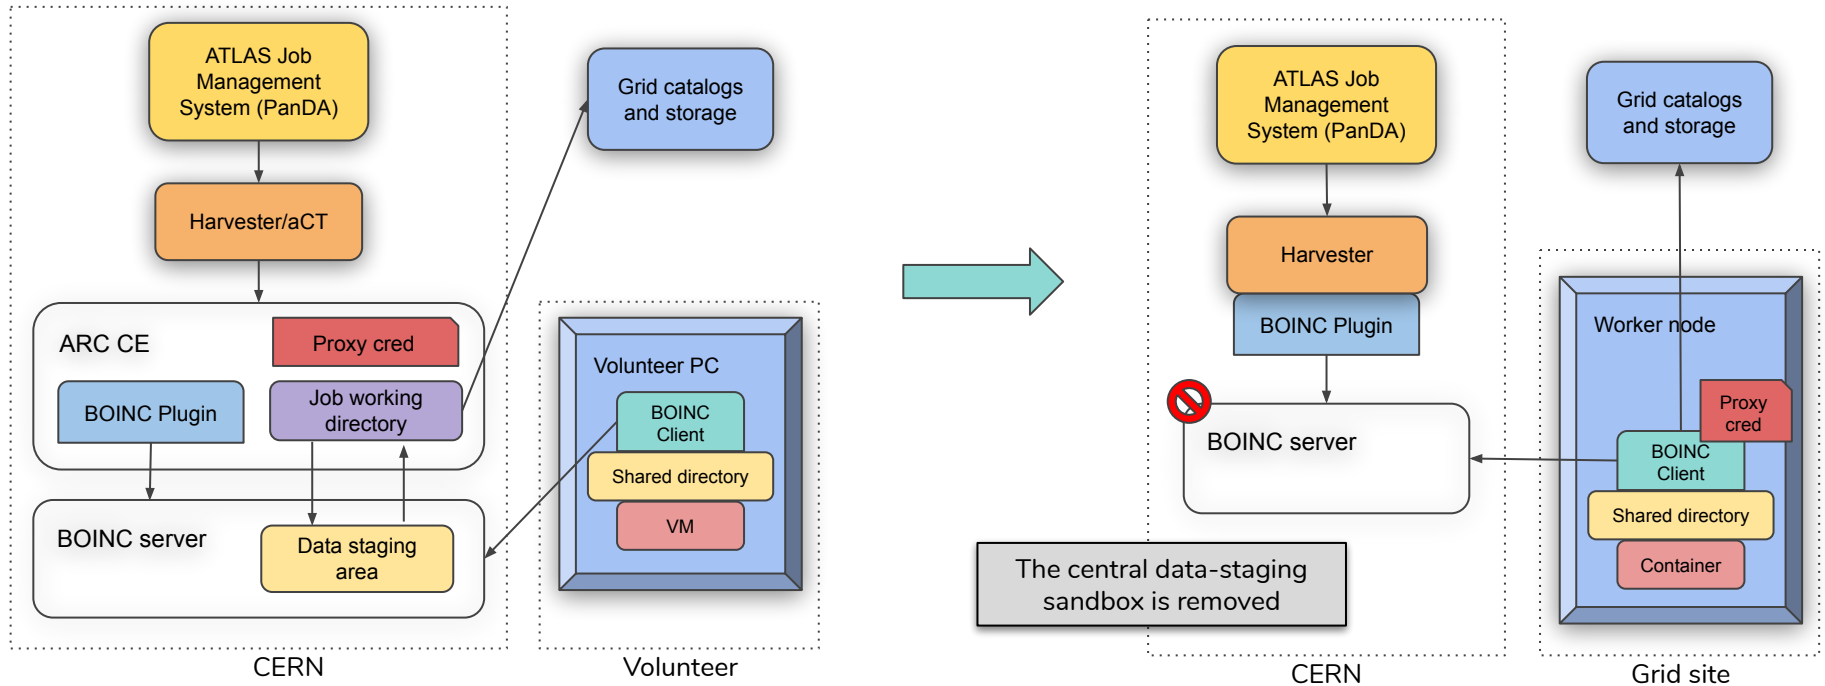 ATLAS Job
Management
System (PanDA)
Harvester/aCT
ARC CE
Proxy cred
BOINC Plugin
Job working
directory
BOINC server
Data staging
area
CERN
Grid catalogs
and storage
Volunteer PC
BOINC
Client
Shared directory
VM
Volunteer
ATLAS Job
Management
System (PanDA)
Harvester
BOINC Plugin
BOINC server
The central data-staging
sandbox is removed
CERN
Grid catalogs
and storage
Worker node
Proxy
cred
BOINC
Client
Shared directory
Container
Grid site